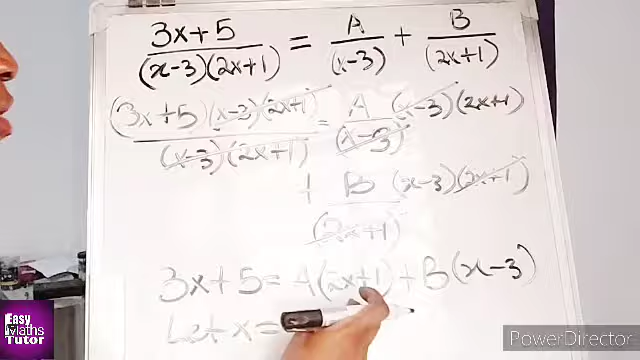 3x+5/(x-3)(2x+1) = A/(x-3) + B/(2x+1)
(3x+5)(x-3)(2x+1)/(x-3)(2x+1) = A/(x-3) (x-3)(2x+1)
+ B/(2x+1) (x-3)(2x+1)
3x+5 = A(2x+1) + B(x-3)
Let x =
Easy
Maths
Tutor
PowerDirector